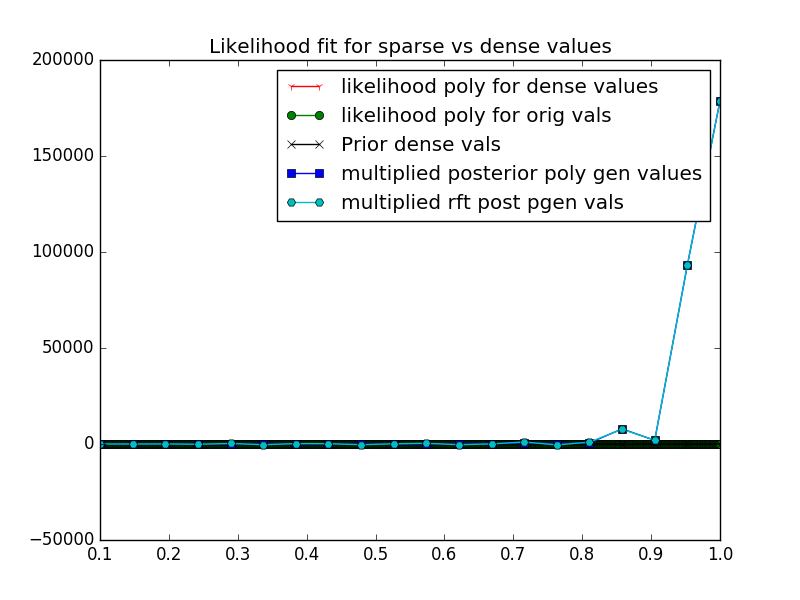 Likelihood fit for sparse vs dense values
200000
150000
100000
50000
0
−50000
likelihood poly for dense values
likelihood poly for orig vals
Prior dense vals
multiplied posterior poly gen values
multiplied rft post pgen vals
0.1 0.2 0.3 0.4 0.5 0.6 0.7 0.8 0.9 1.0